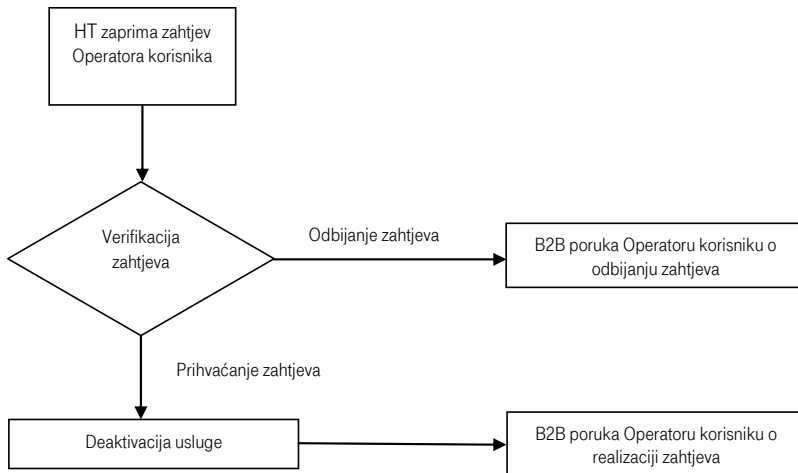 HT zaprima zahtjev
Operatora korisnika
Verifikacija
zahtjeva
Odbijanje zahtjeva
B2B poruka Operatoru korisniku o
odbijanju zahtjeva
Prihvaćanje zahtjeva
Deaktivacija usluge
B2B poruka Operatoru korisniku o
realizaciji zahtjeva